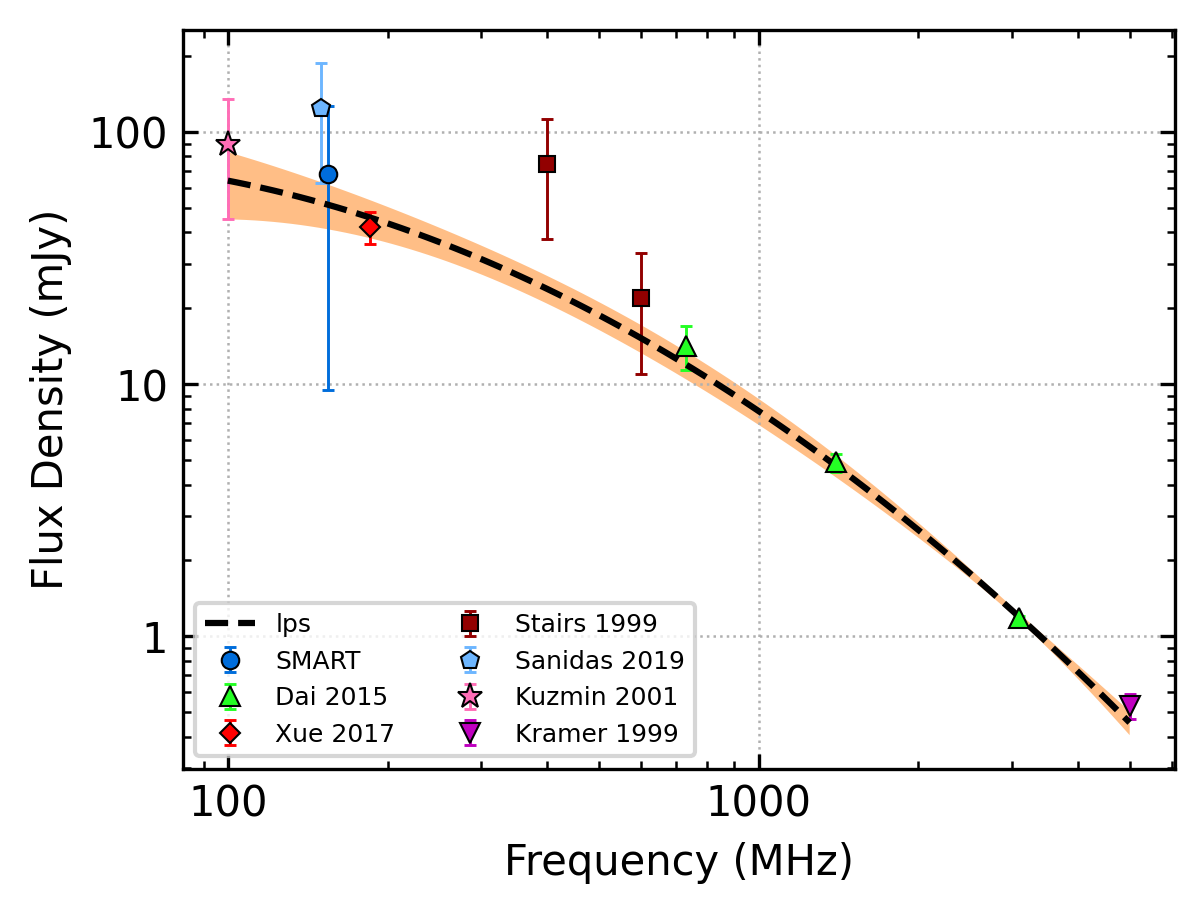 100
10
1
Flux Density (mJy)
lps
SMART
Dai 2015
Xue 2017
Stairs 1999
Sanidas 2019
Kuzmin 2001
Kramer 1999
100
1000
Frequency (MHz)